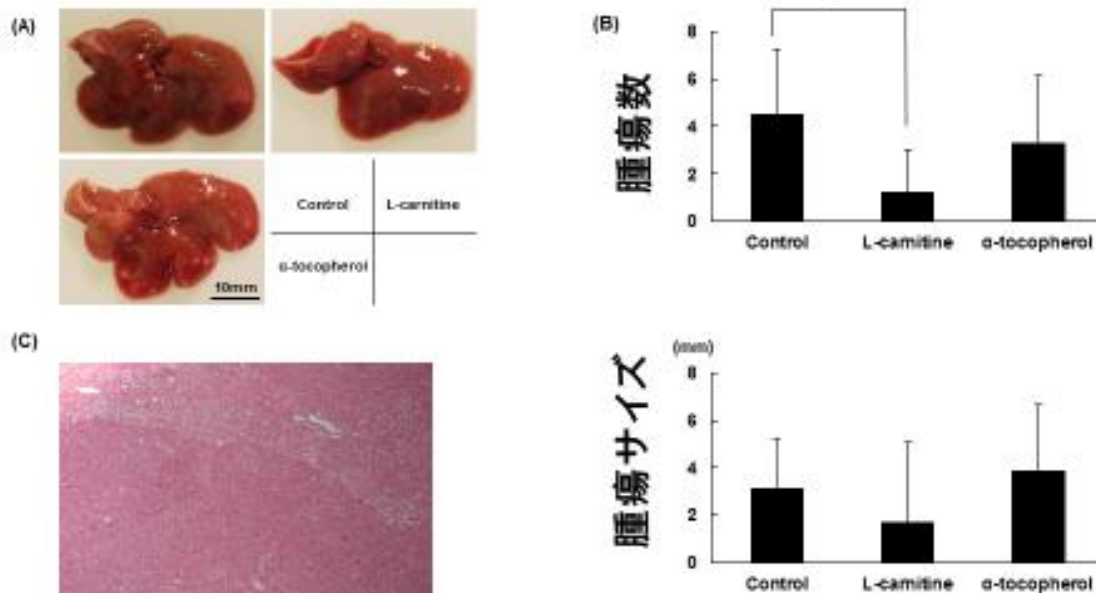 (A)
Control
L-carnitine
α-tocopherol
10mm
(B)
腫瘍数
8
6
4
2
0
Control
L-carnitine
α-tocopherol
(C)
腫瘍サイズ
(mm)
8
6
4
2
0
Control
L-carnitine
α-tocopherol